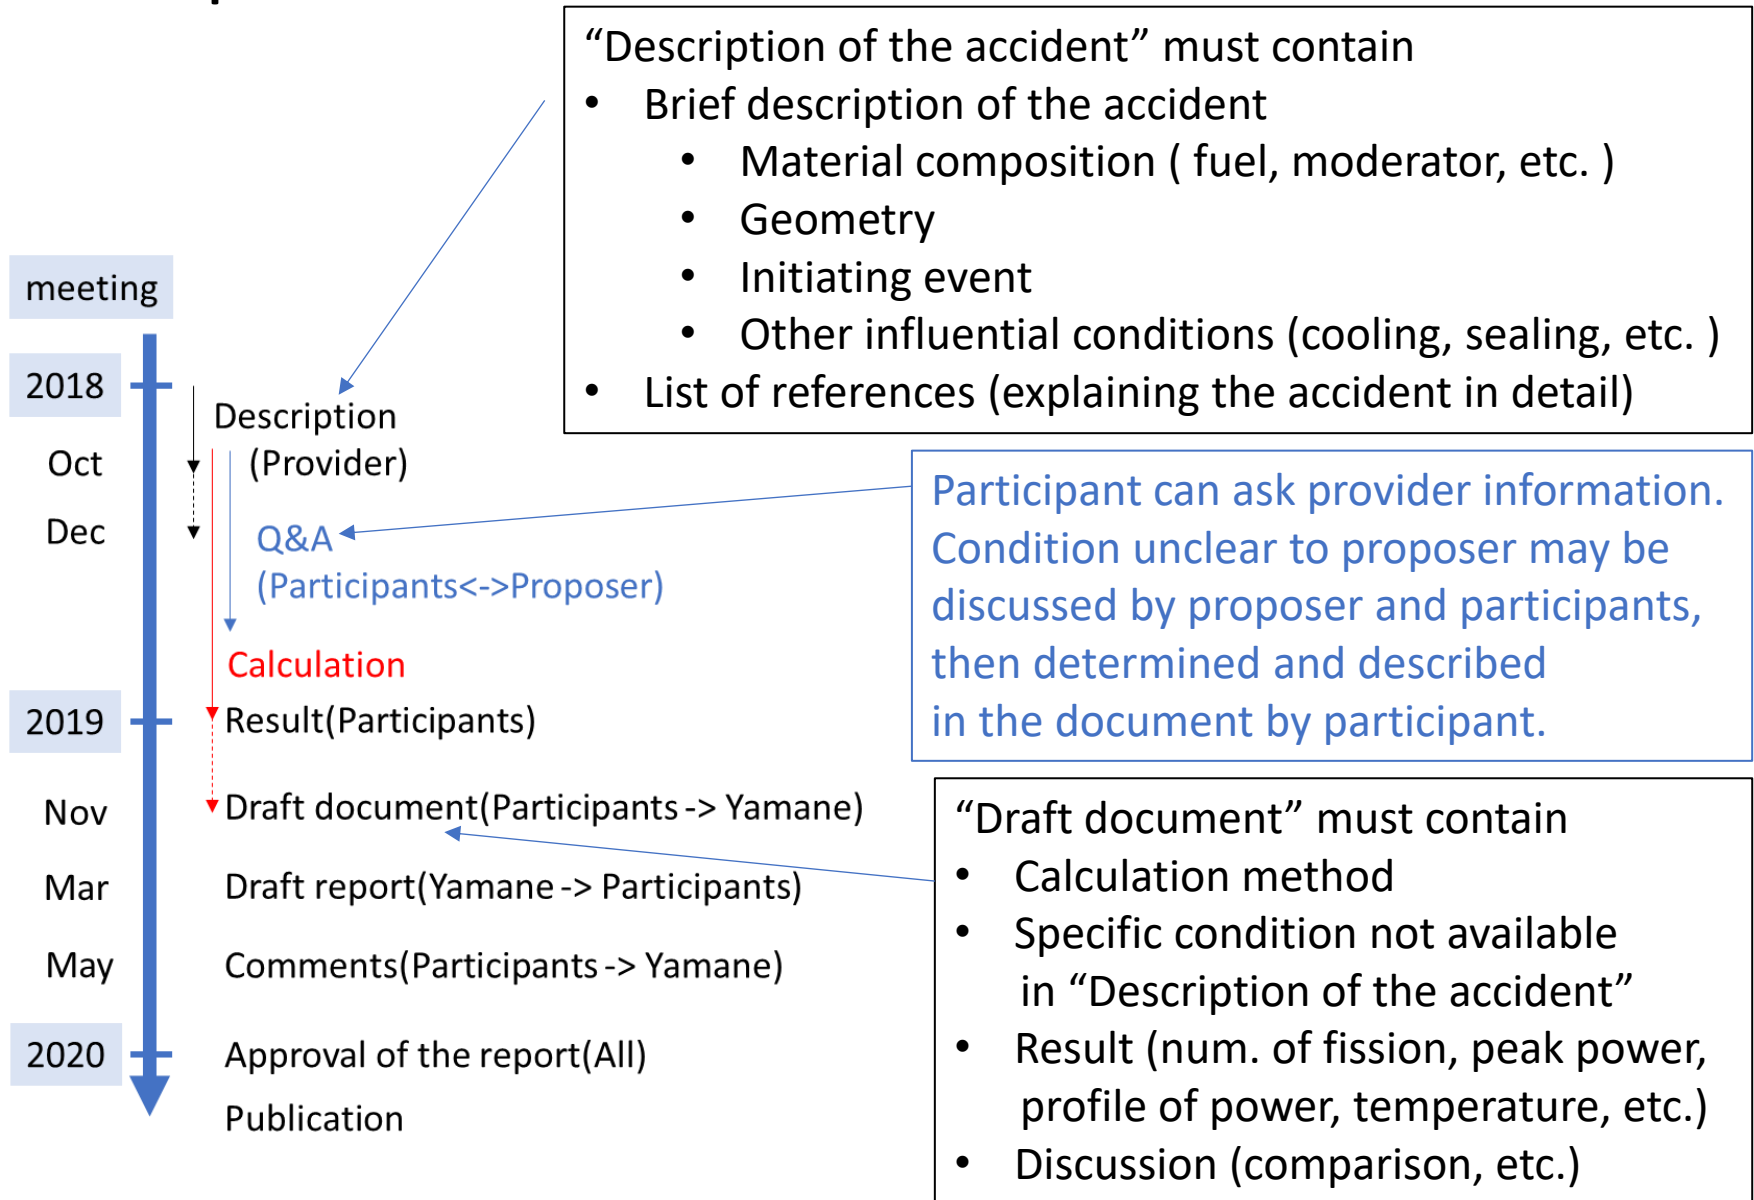 “Description of the accident” must contain
• Brief description of the accident
• Material composition ( fuel, moderator, etc. )
• Geometry
• Initiating event
• Other influential conditions (cooling, sealing, etc. )
• List of references (explaining the accident in detail)
meeting
2018
Description
(Provider)
Oct
Dec
Q&A
(Participants<->Proposer)
Participant can ask provider information.
Condition unclear to proposer may be
discussed by proposer and participants,
then determined and described
in the document by participant.
Calculation
2019
Result(Participants)
Nov
Draft document(Participants -> Yamane)
Mar
Draft report(Yamane -> Participants)
May
Comments(Participants -> Yamane)
2020
Approval of the report(All)
Publication
“Draft document” must contain
• Calculation method
• Specific condition not available
in “Description of the accident”
• Result (num. of fission, peak power,
profile of power, temperature, etc.)
• Discussion (comparison, etc.)